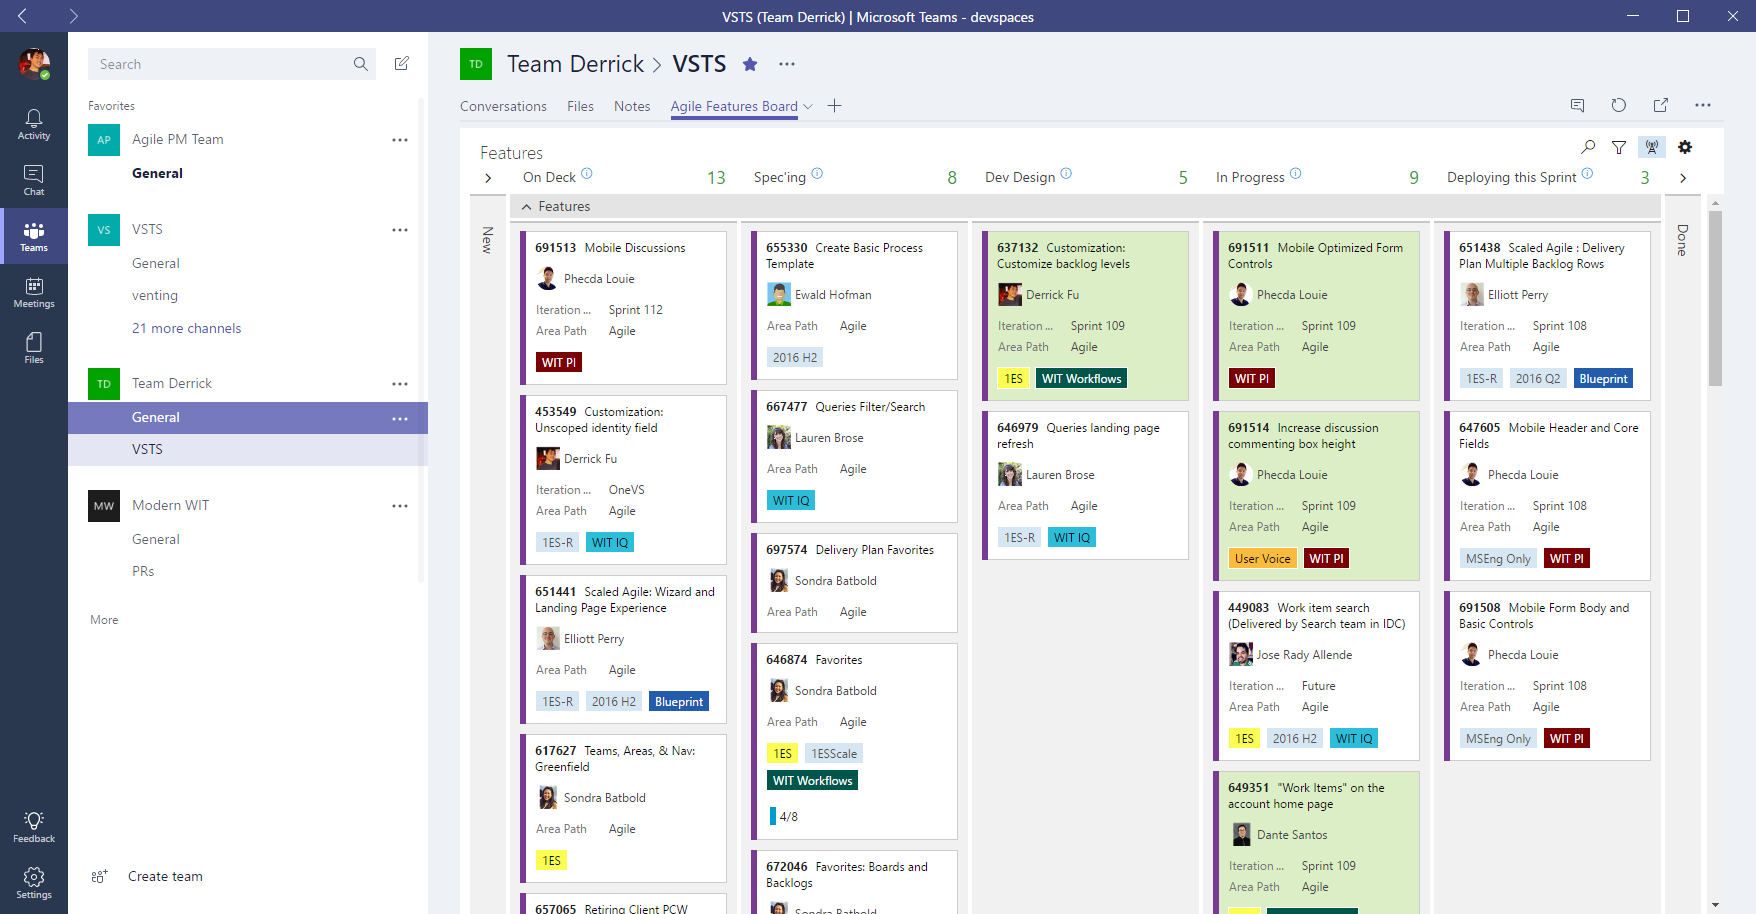 VSTS (Team Derrick) | Microsoft Teams - devspaces
Activity
Chat
Teams
Meetings
Files
Feedback
Settings
Search
Favorites
AP Agile PM Team
General
VS VSTS
General
venting
21 more channels
TD Team Derrick
General
VSTS
MW Modern WIT
General
PRs
More
Create team
TD Team Derrick > VSTS
Conversations Files Notes Agile Features Board
Features
On Deck 13 Spec'ing 8 Dev Design 5 In Progress 9 Deploying this Sprint 3
Features
New
691513 Mobile Discussions
Phecda Louie
Iteration ... Sprint 112
Area Path Agile
WIT PI
453549 Customization:
Unscoped identity field
Derrick Fu
Iteration ... OneVS
Area Path Agile
1ES-R WIT IQ
651441 Scaled Agile: Wizard and
Landing Page Experience
Elliott Perry
Area Path Agile
1ES-R 2016 H2 Blueprint
617627 Teams, Areas, & Nav:
Greenfield
Sondra Batbold
Area Path Agile
1ES
657065 Retiring Client PCW
655330 Create Basic Process
Template
Ewald Hofman
Area Path Agile
2016 H2
667477 Queries Filter/Search
Lauren Brose
Area Path Agile
WIT IQ
697574 Delivery Plan Favorites
Sondra Batbold
Area Path Agile
646874 Favorites
Sondra Batbold
Area Path Agile
1ES 1ESScale
WIT Workflows
4/8
672046 Favorites: Boards and
Backlogs
Sondra Batbold
637132 Customization:
Customize backlog levels
Derrick Fu
Iteration ... Sprint 109
Area Path Agile
1ES WIT Workflows
646979 Queries landing page
refresh
Lauren Brose
Area Path Agile
1ES-R WIT IQ
691511 Mobile Optimized Form
Controls
Phecda Louie
Iteration ... Sprint 109
Area Path Agile
WIT PI
691514 Increase discussion
commenting box height
Phecda Louie
Iteration ... Sprint 109
Area Path Agile
User Voice WIT PI
449083 Work item search
(Delivered by Search team in IDC)
Jose Rady Allende
Iteration ... Future
Area Path Agile
1ES 2016 H2 WIT IQ
649351 "Work Items" on the
account home page
Dante Santos
Iteration ... Sprint 109
Area Path Agile
651438 Scaled Agile : Delivery
Plan Multiple Backlog Rows
Elliott Perry
Iteration ... Sprint 108
Area Path Agile
1ES-R 2016 Q2 Blueprint
647605 Mobile Header and Core
Fields
Phecda Louie
Iteration ... Sprint 108
Area Path Agile
MSEng Only WIT PI
691508 Mobile Form Body and
Basic Controls
Phecda Louie
Iteration ... Sprint 108
Area Path Agile
MSEng Only WIT PI
Done